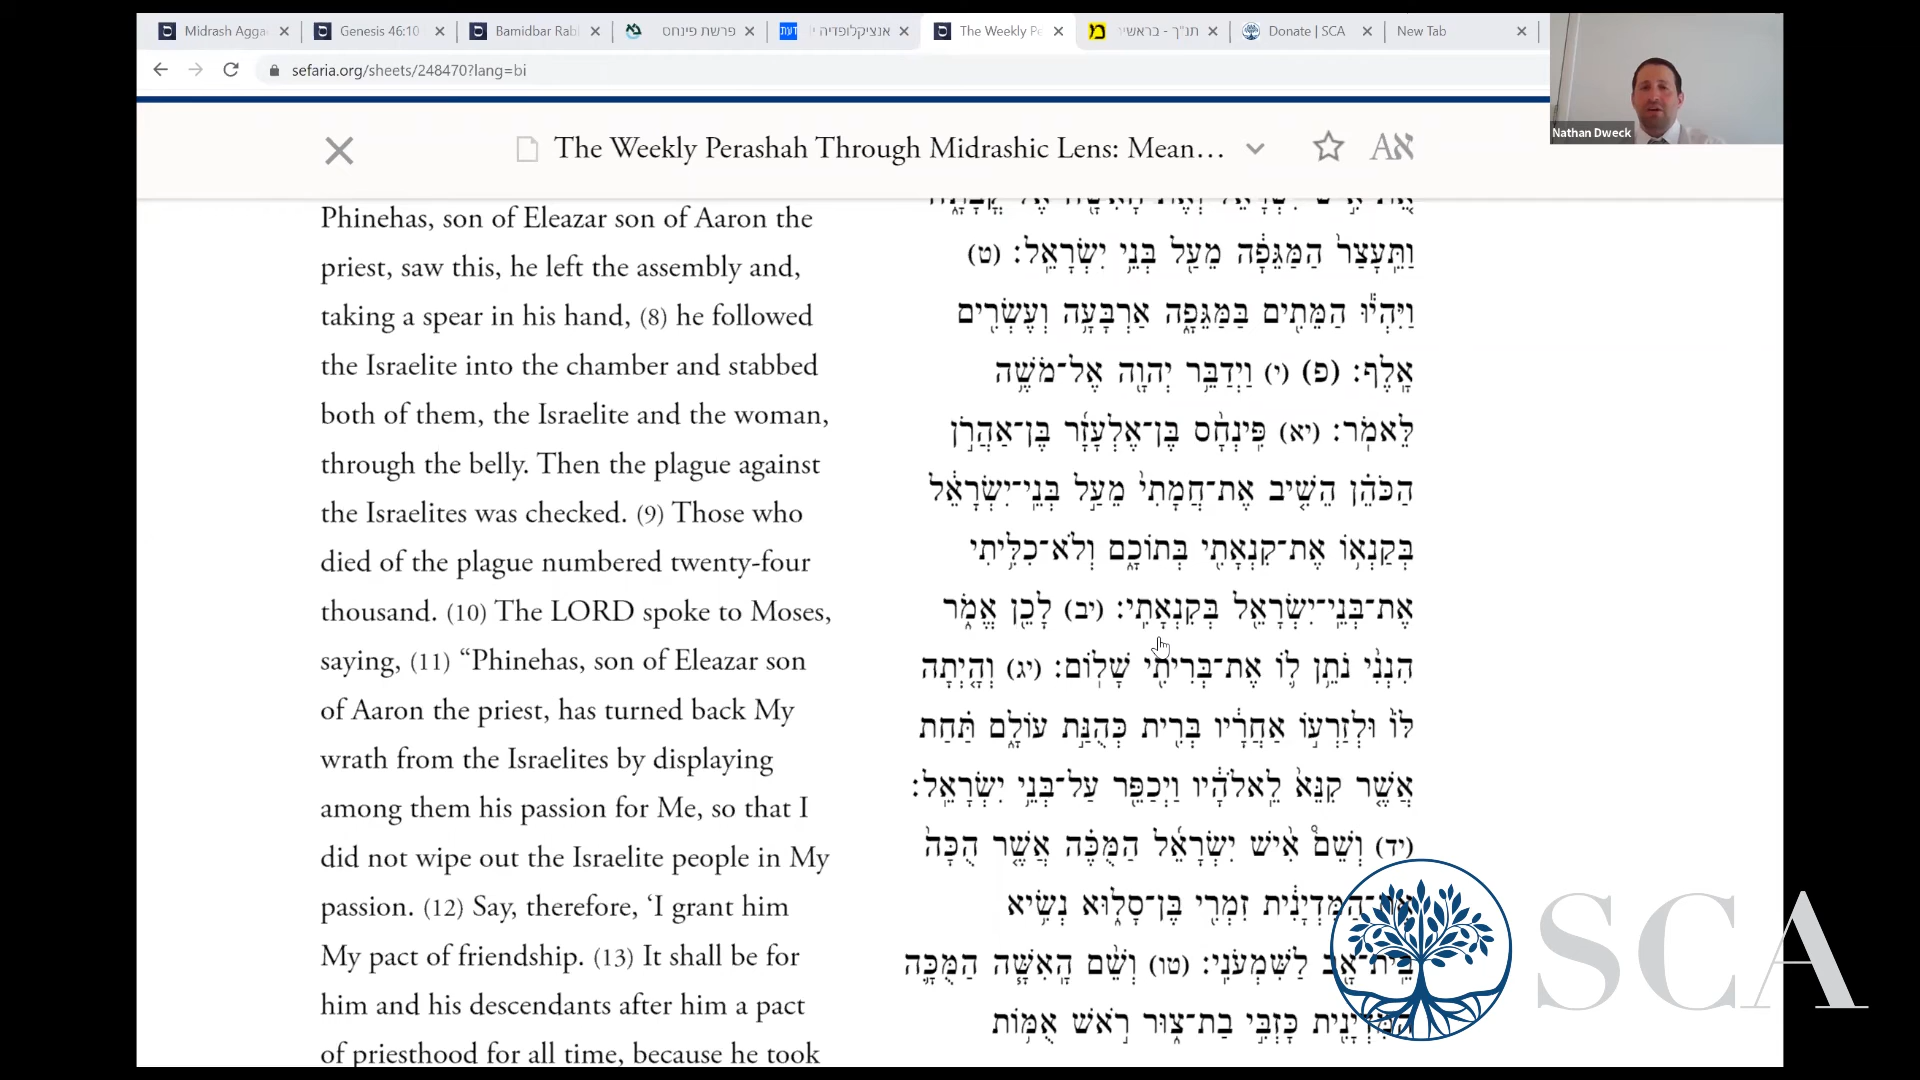 Midrash Agga
Genesis 46:10
Bamidbar Rab
פרשת פינחס
אנציקלופדיה י
The Weekly Pe
תנ"ך - בראשי
Donate | SCA
New Tab
sefaria.org/sheets/248470?lang=bi
Nathan Dweck
The Weekly Perashah Through Midrashic Lens: Mean…
Aא
Phinehas, son of Eleazar son of Aaron the
priest, saw this, he left the assembly and,
taking a spear in his hand, (8) he followed
the Israelite into the chamber and stabbed
both of them, the Israelite and the woman,
through the belly. Then the plague against
the Israelites was checked. (9) Those who
died of the plague numbered twenty-four
thousand. (10) The LORD spoke to Moses,
saying, (11) “Phinehas, son of Eleazar son
of Aaron the priest, has turned back My
wrath from the Israelites by displaying
among them his passion for Me, so that I
did not wipe out the Israelite people in My
passion. (12) Say, therefore, ‘I grant him
My pact of friendship. (13) It shall be for
him and his descendants after him a pact
of priesthood for all time, because he took
וַתֵּֽעָצַר֙ הַמַּגֵּפָ֔ה מֵעַ֖ל בְּנֵ֥י יִשְׂרָאֵֽל׃ (ט)
וַיִּהְי֕וּ הַמֵּתִ֖ים בַּמַּגֵּפָ֑ה אַרְבָּעָ֥ה וְעֶשְׂרִ֖ים
אָֽלֶף׃ (פ) (י) וַיְדַבֵּ֥ר יְהוָ֖ה אֶל־מֹשֶׁ֥ה
לֵּאמֹֽר׃ (יא) פִּֽינְחָ֨ס בֶּן־אֶלְעָזָ֜ר בֶּן־אַהֲרֹ֣ן
הַכֹּהֵ֗ן הֵשִׁ֤יב אֶת־חֲמָתִי֙ מֵעַ֣ל בְּנֵֽי־יִשְׂרָאֵ֔ל
בְּקַנְא֥וֹ אֶת־קִנְאָתִ֖י בְּתוֹכָ֑ם וְלֹא־כִלִּ֥יתִי
אֶת־בְּנֵֽי־יִשְׂרָאֵ֖ל בְּקִנְאָתִֽי׃ (יב) לָכֵ֖ן אֱמֹ֑ר
הִנְנִ֨י נֹתֵ֥ן ל֛וֹ אֶת־בְּרִיתִ֖י שָׁלֽוֹם׃ (יג) וְהָ֤יְתָה
לּוֹ֙ וּלְזַרְע֣וֹ אַחֲרָ֔יו בְּרִ֖ית כְּהֻנַּ֣ת עוֹלָ֑ם תַּ֗חַת
אֲשֶׁ֤ר קִנֵּא֙ לֵֽאלֹהָ֔יו וַיְכַפֵּ֖ר עַל־בְּנֵ֥י יִשְׂרָאֵֽל׃
(יד) וְשֵׁם֩ אִ֨ישׁ יִשְׂרָאֵ֜ל הַמֻּכֶּ֗ה אֲשֶׁ֤ר הֻכָּה֙
אֶת־הַמִּדְיָנִ֔ית זִמְרִ֖י בֶּן־סָל֑וּא נְשִׂ֥יא
בֵֽית־אָ֖ב לַשִּׁמְעֹנִֽי׃ (טו) וְשֵׁ֨ם הָֽאִשָּׁ֧ה הַמֻּכָּ֛ה
הַמִּדְיָנִ֖ית כָּזְבִּ֣י בַת־צ֑וּר רֹ֣אשׁ אֻמּ֥וֹת
SCA